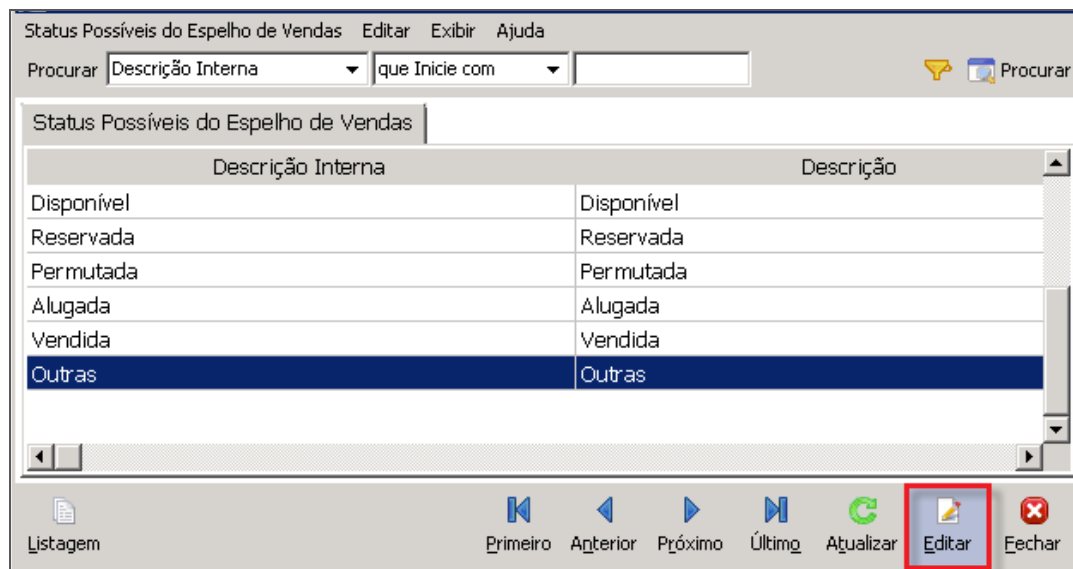 Status Possíveis do Espelho de Vendas Editar Exibir Ajuda
Procurar Descrição Interna que Inicie com Procurar
Status Possíveis do Espelho de Vendas
Descrição Interna Descrição
Disponível Disponível
Reservada Reservada
Permutada Permutada
Alugada Alugada
Vendida Vendida
Outras Outras
Listagem Primeiro Anterior Próximo Último Atualizar Editar Fechar